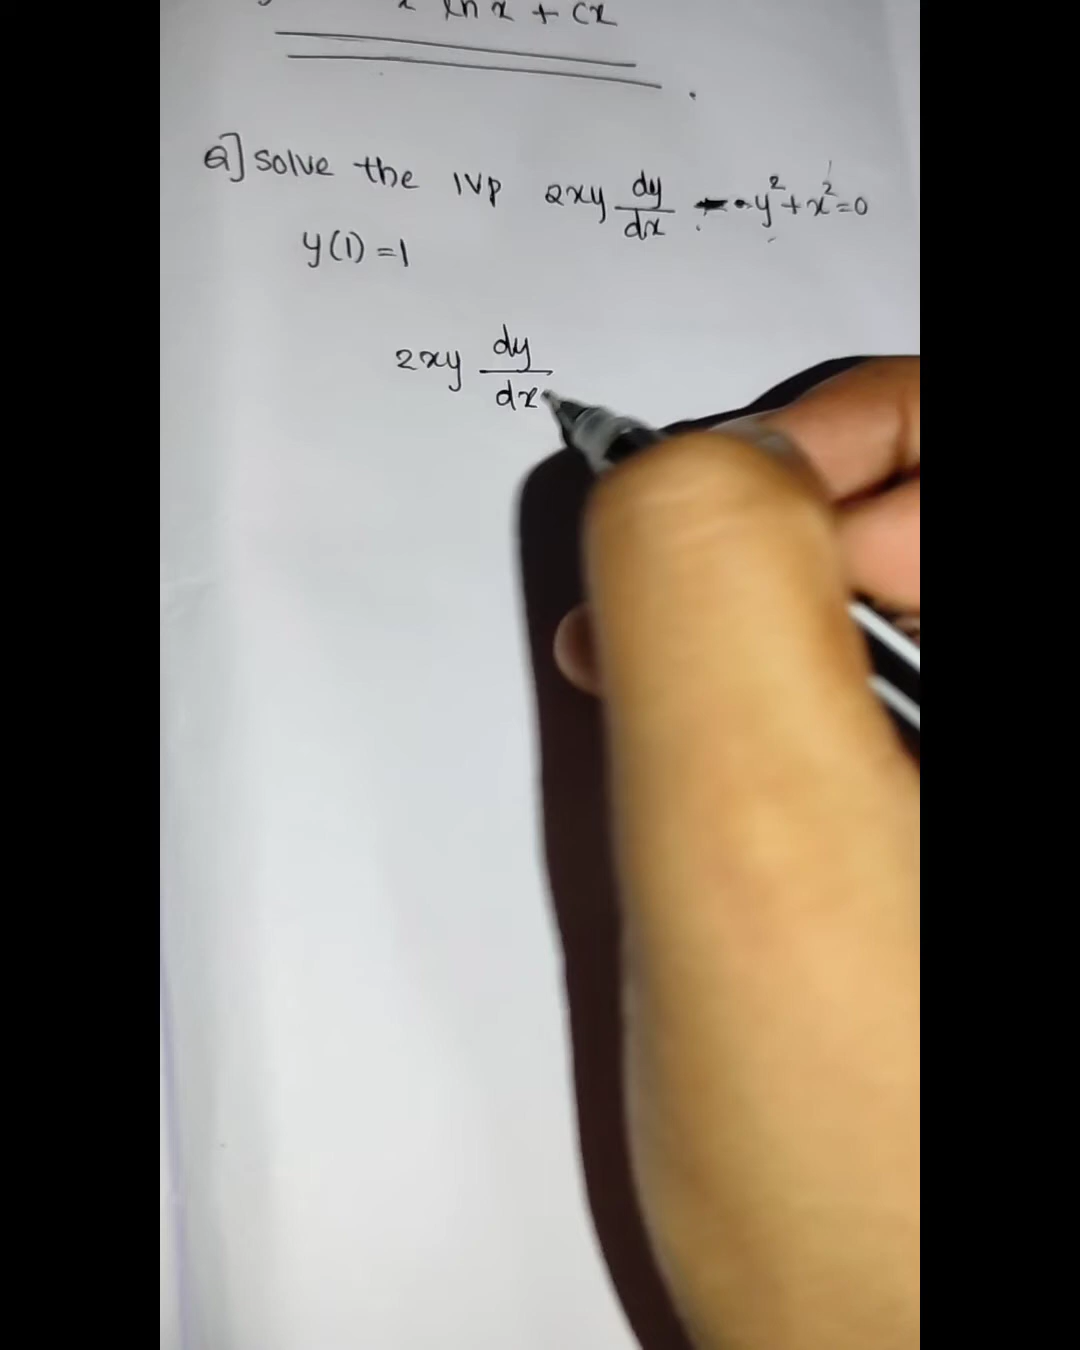 x ln x + cx
Q] Solve the IVP 2xy dy/dx - y² + x² = 0
y(1) = 1
2xy dy/dx